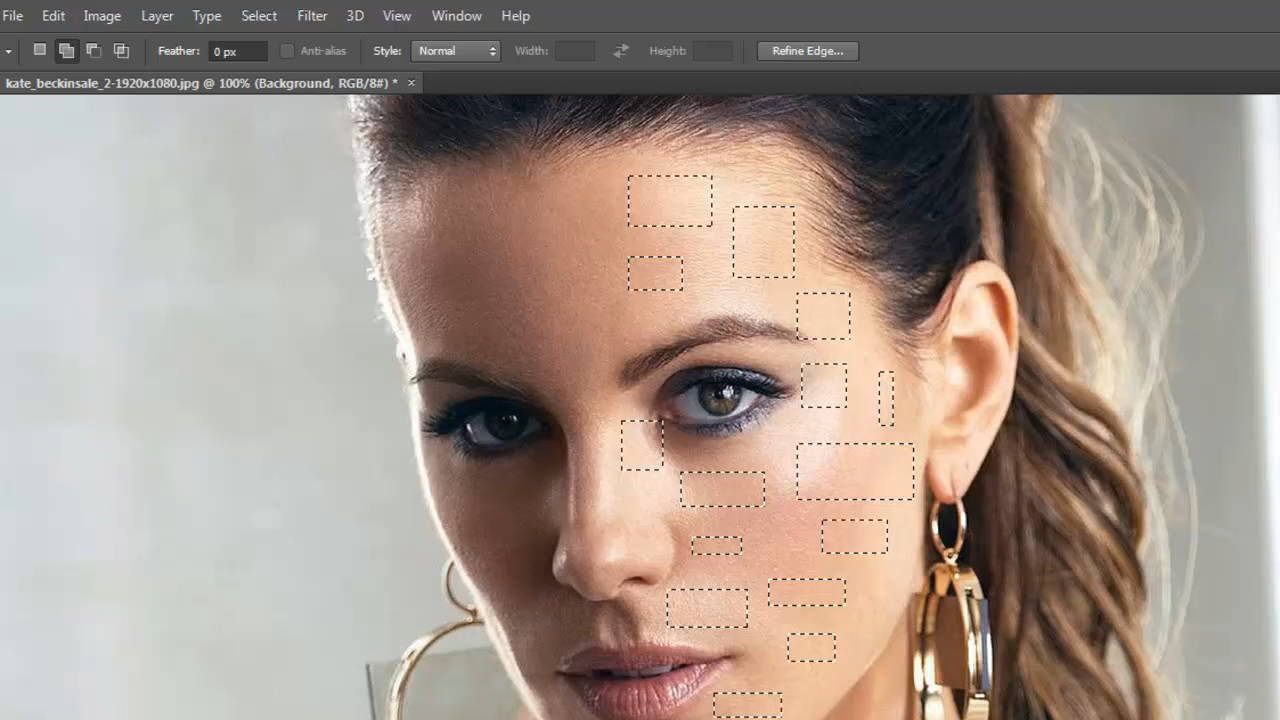 File Edit Image Layer Type Select Filter 3D View Window Help
Feather: 0 px Anti-alias Style: Normal Width: Height: Refine Edge...
kate_beckinsale_2-1920x1080.jpg @ 100% (Background, RGB/8#) * ×